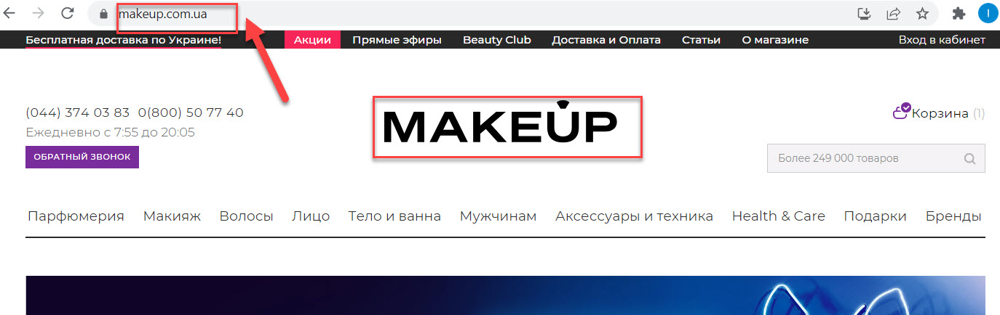 makeup.com.ua
I
Бесплатная доставка по Украине! Акции Прямые эфиры Beauty Club Доставка и Оплата Статьи О магазине Вход в кабинет
(044) 374 03 83 0(800) 50 77 40
Ежедневно с 7:55 до 20:05
ОБРАТНЫЙ ЗВОНОК
MAKEUP
Корзина (1)
Более 249 000 товаров
Парфюмерия Макияж Волосы Лицо Тело и ванна Мужчинам Аксессуары и техника Health & Care Подарки Бренды